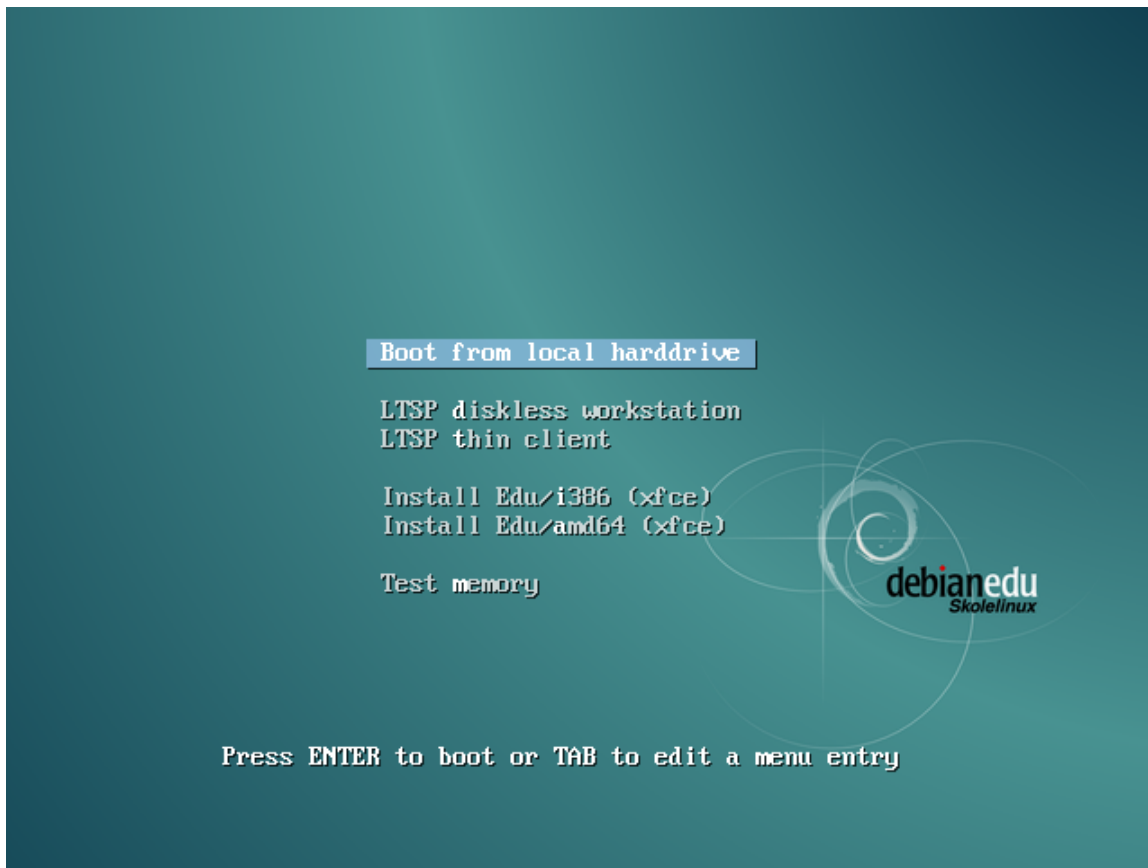 Boot from local harddrive
LTSP diskless workstation
LTSP thin client
Install Edu/i386 (xfce)
Install Edu/amd64 (xfce)
Test memory
debianedu
Skolelinux
Press ENTER to boot or TAB to edit a menu entry